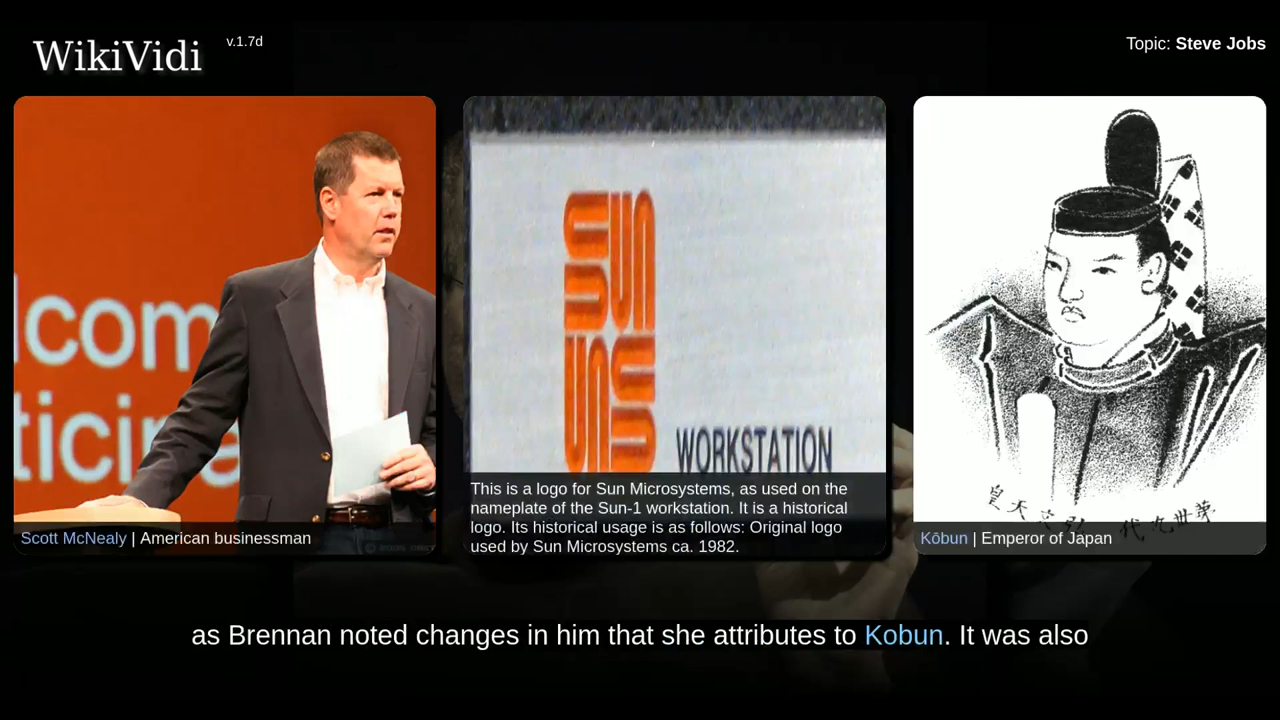 WikiVidi
v.1.7d
Topic: Steve Jobs
lcom
ticipa
Scott McNealy | American businessman
sun
WORKSTATION
This is a logo for Sun Microsystems, as used on the
nameplate of the Sun-1 workstation. It is a historical
logo. Its historical usage is as follows: Original logo
used by Sun Microsystems ca. 1982.
Kōbun | Emperor of Japan
as Brennan noted changes in him that she attributes to Kobun. It was also